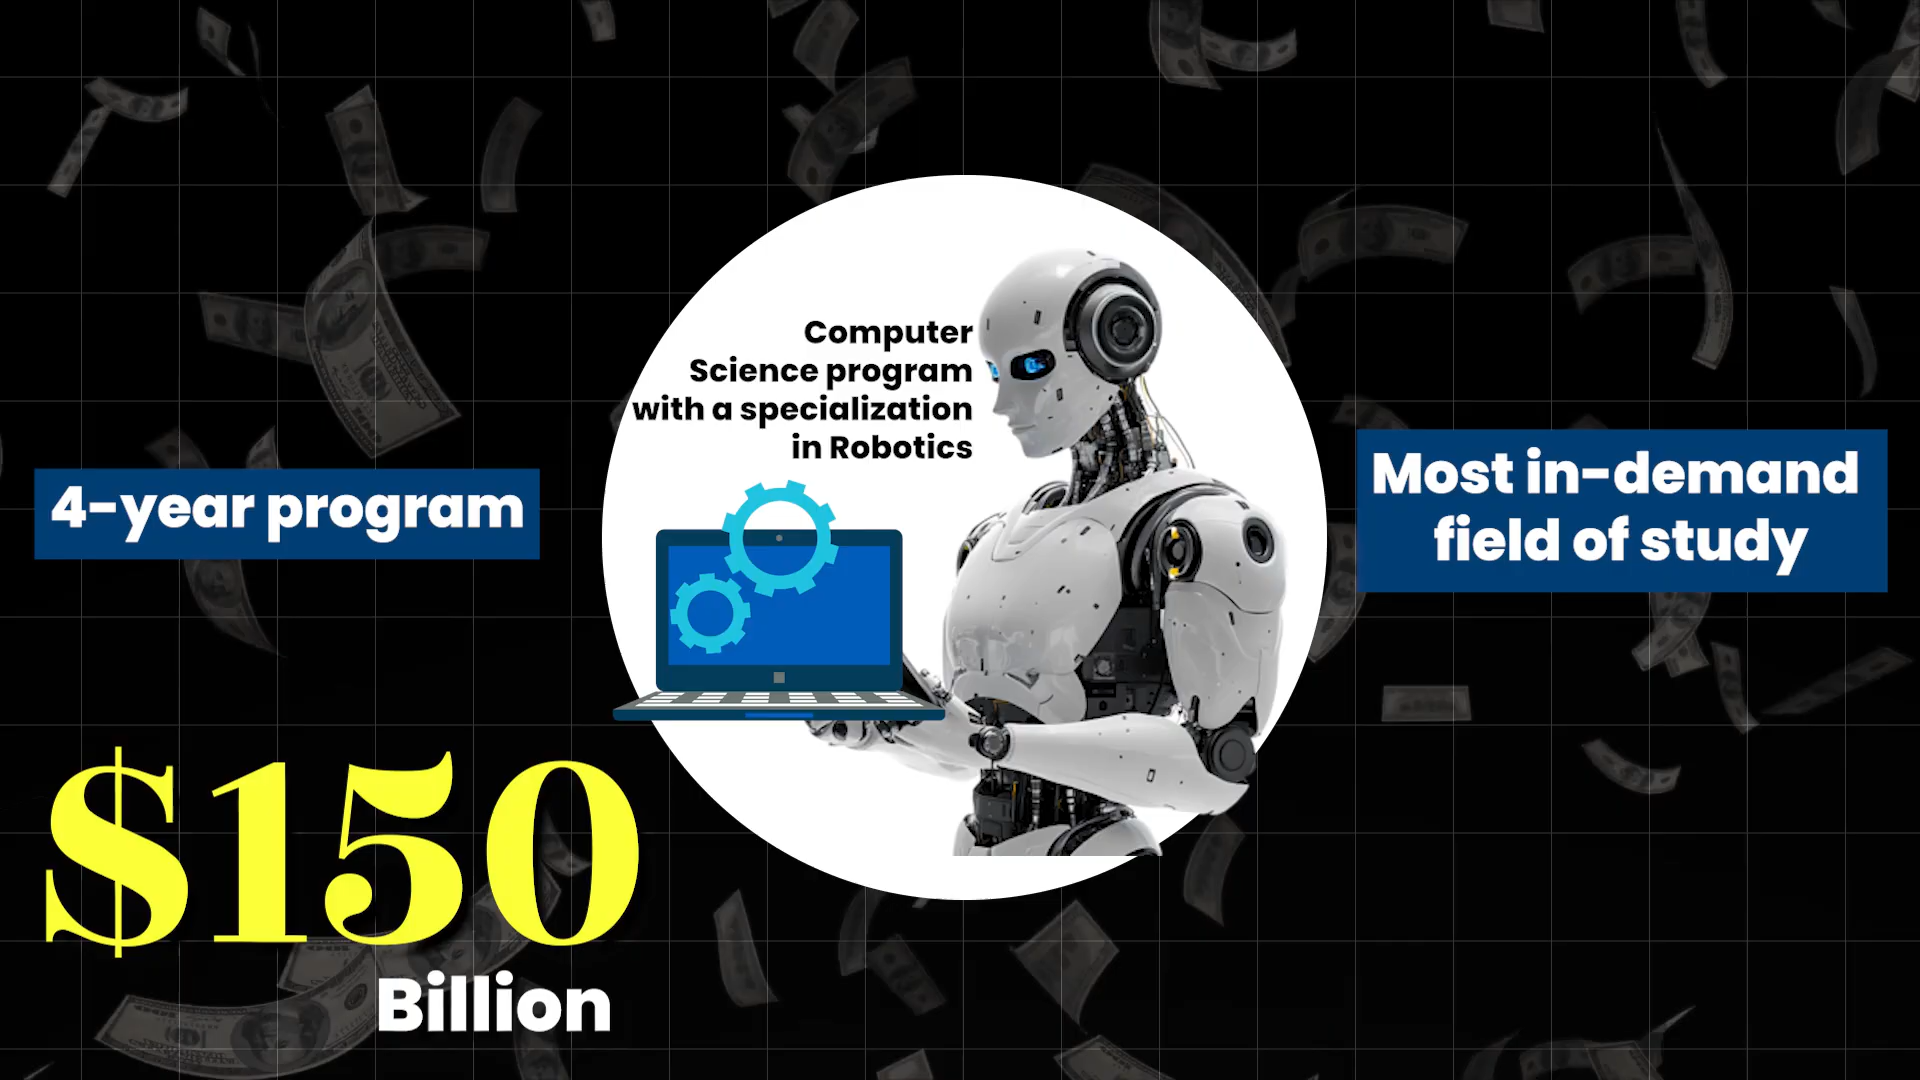 Computer
Science program
with a specialization
in Robotics
4-year program
Most in-demand
field of study
$150
Billion